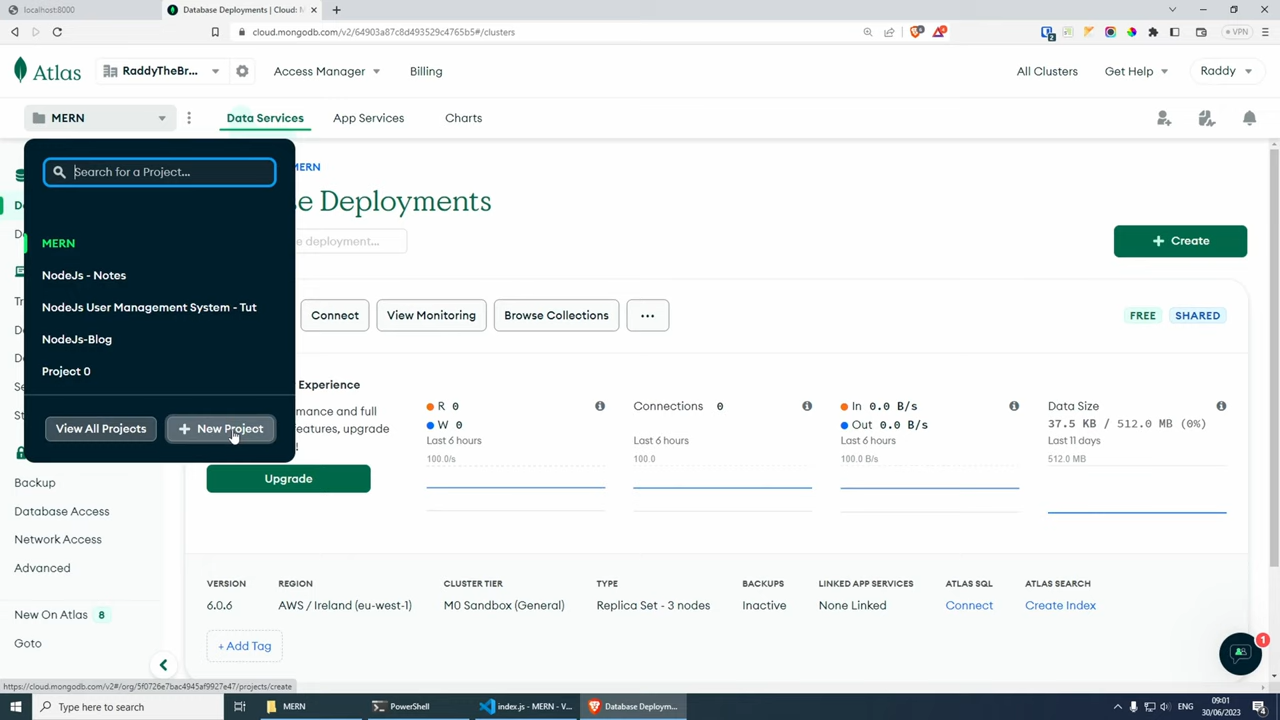 localhost:8000
Database Deployments | Cloud: M
cloud.mongodb.com/v2/64903a87c8d493529c4765b5#/clusters
2
VPN
Atlas
RaddyTheBr...
Access Manager
Billing
All Clusters
Get Help
Raddy
MERN
Data Services
App Services
Charts
Search for a Project...
MERN
NodeJs - Notes
NodeJs User Management System - Tut
NodeJs-Blog
Project 0
View All Projects
+ New Project
MERN
e Deployments
e deployment...
+ Create
Connect
View Monitoring
Browse Collections
...
FREE
SHARED
Experience
mance and full
eatures, upgrade
Upgrade
R 0
W 0
Last 6 hours
100.0/s
Connections 0
Last 6 hours
100.0
In 0.0 B/s
Out 0.0 B/s
Last 6 hours
100.0 B/s
Data Size
37.5 KB / 512.0 MB (0%)
Last 11 days
512.0 MB
Backup
Database Access
Network Access
Advanced
New On Atlas 8
Goto
VERSION
REGION
CLUSTER TIER
TYPE
BACKUPS
LINKED APP SERVICES
ATLAS SQL
ATLAS SEARCH
6.0.6
AWS / Ireland (eu-west-1)
M0 Sandbox (General)
Replica Set - 3 nodes
Inactive
None Linked
Connect
Create Index
+ Add Tag
1
https://cloud.mongodb.com/v2#/org/5f0726e7bac4945af9927e47/projects/create
Type here to search
MERN
PowerShell
index.js - MERN - V...
Database Deploym...
ENG
09:01
30/06/2023
4